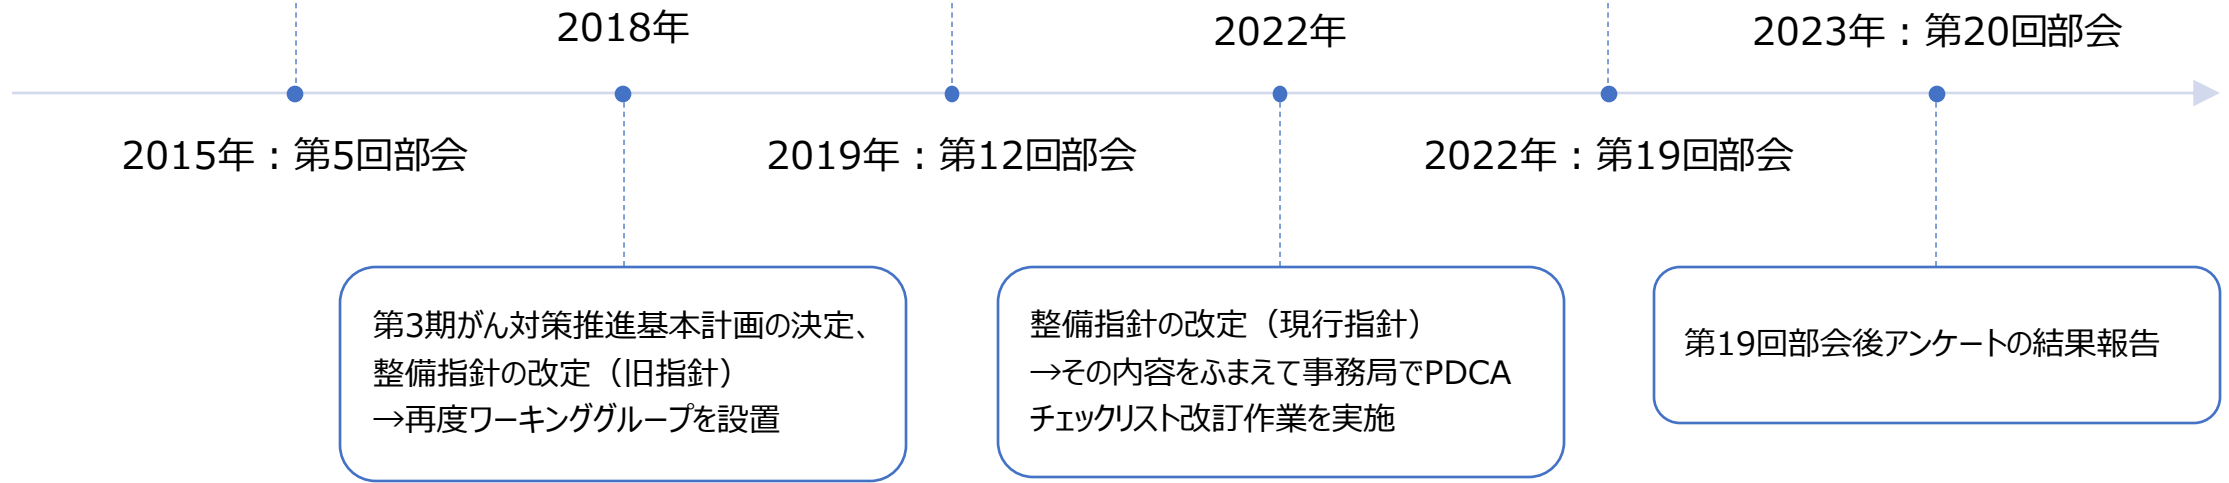 2018年
2022年
2023年：第20回部会
2015年：第5回部会
2019年：第12回部会
2022年：第19回部会
第3期がん対策推進基本計画の決定、
整備指針の改定（旧指針）
→再度ワーキンググループを設置
整備指針の改定（現行指針）
→その内容をふまえて事務局でPDCA
チェックリスト改訂作業を実施
第19回部会後アンケートの結果報告